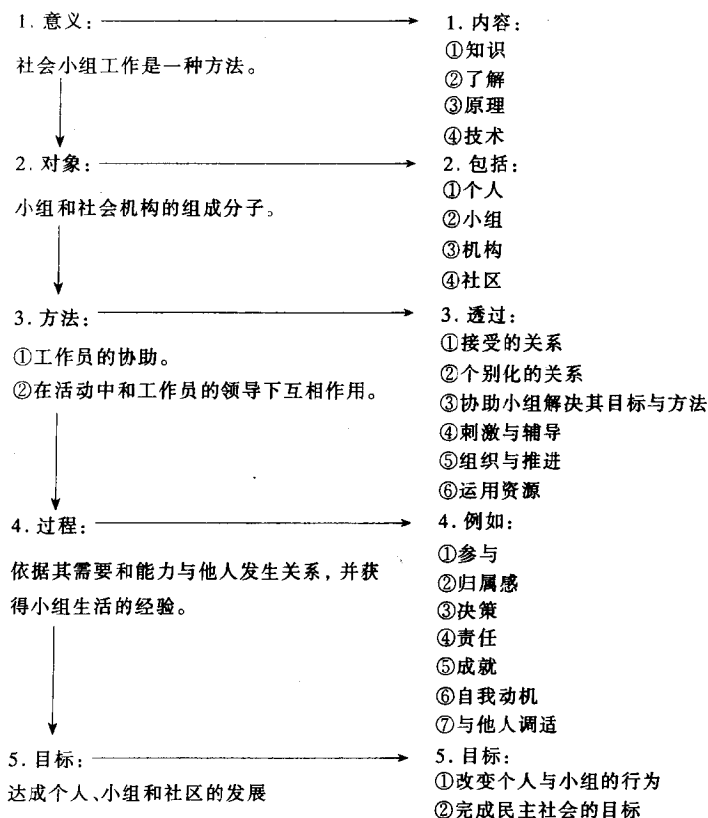 1. 意义：
社会小组工作是一种方法。
2. 对象：
小组和社会机构的组成分子。
3. 方法：
①工作员的协助。
②在活动中和工作员的领导下互相作用。
4. 过程：
依据其需要和能力与他人发生关系，并获
得小组生活的经验。
5. 目标：
达成个人、小组和社区的发展
1. 内容：
①知识
②了解
③原理
④技术
2. 包括：
①个人
②小组
③机构
④社区
3. 透过：
①接受的关系
②个别化的关系
③协助小组解决其目标与方法
④刺激与辅导
⑤组织与推进
⑥运用资源
4. 例如：
①参与
②归属感
③决策
④责任
⑤成就
⑥自我动机
⑦与他人调适
5. 目标：
①改变个人与小组的行为
②完成民主社会的目标